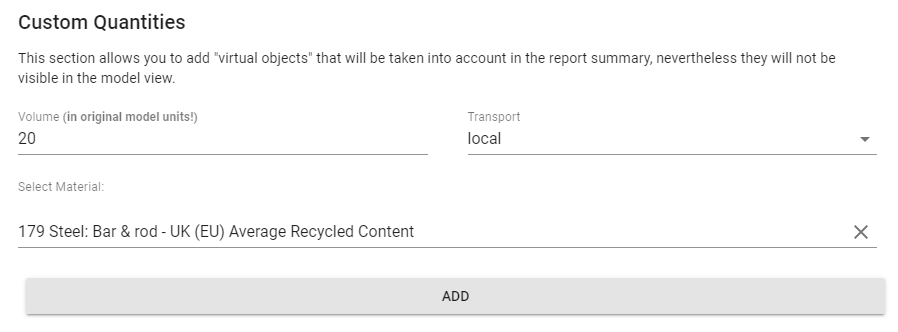 Custom Quantities
This section allows you to add "virtual objects" that will be taken into account in the report summary, nevertheless they will not be
visible in the model view.
Volume (in original model units!)
20
Transport
local
Select Material:
179 Steel: Bar & rod - UK (EU) Average Recycled Content
ADD